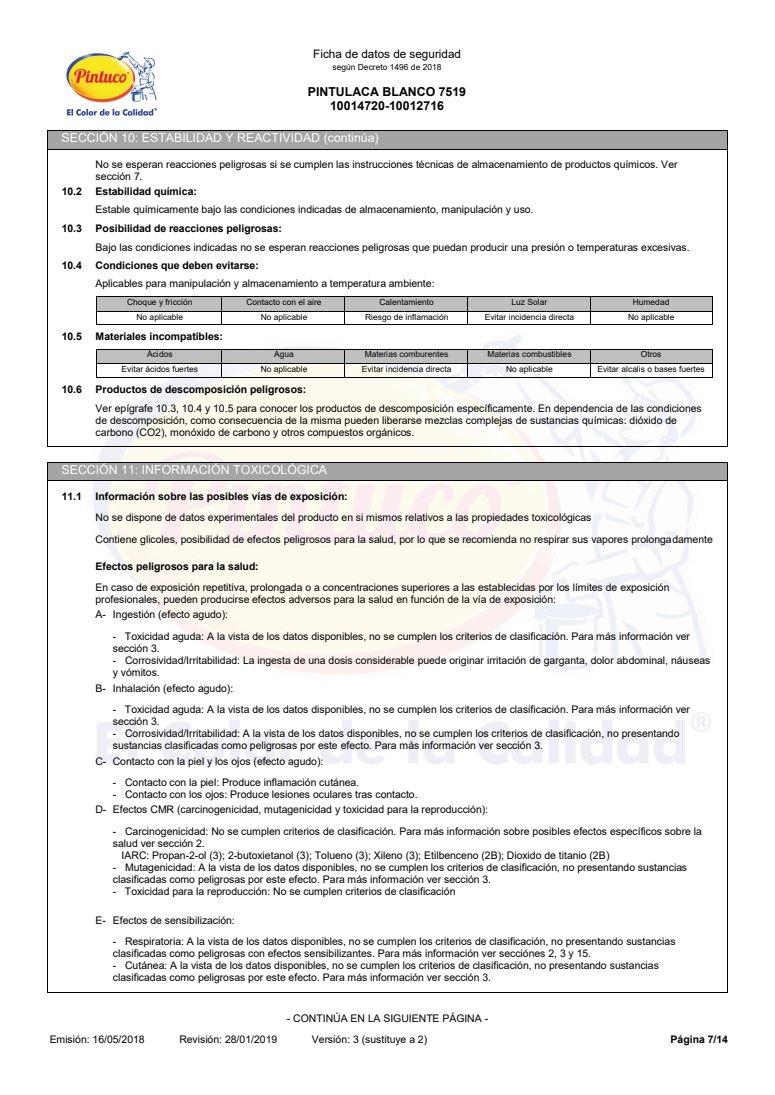 Ficha de datos de seguridad
según Decreto 1496 de 2018
Pintuco®
El Color de la Calidad®
PINTULACA BLANCO 7519
10014720-10012716
SECCIÓN 10: ESTABILIDAD Y REACTIVIDAD (continúa)
No se esperan reacciones peligrosas si se cumplen las instrucciones técnicas de almacenamiento de productos químicos. Ver
sección 7.
10.2 Estabilidad química:
Estable químicamente bajo las condiciones indicadas de almacenamiento, manipulación y uso.
10.3 Posibilidad de reacciones peligrosas:
Bajo las condiciones indicadas no se esperan reacciones peligrosas que puedan producir una presión o temperaturas excesivas.
10.4 Condiciones que deben evitarse:
Aplicables para manipulación y almacenamiento a temperatura ambiente:
Choque y fricción Contacto con el aire Calentamiento Luz Solar Humedad
No aplicable No aplicable Riesgo de inflamación Evitar incidencia directa No aplicable
10.5 Materiales incompatibles:
Ácidos Agua Materias comburentes Materias combustibles Otros
Evitar ácidos fuertes No aplicable Evitar incidencia directa No aplicable Evitar alcalis o bases fuertes
10.6 Productos de descomposición peligrosos:
Ver epígrafe 10.3, 10.4 y 10.5 para conocer los productos de descomposición específicamente. En dependencia de las condiciones
de descomposición, como consecuencia de la misma pueden liberarse mezclas complejas de sustancias químicas: dióxido de
carbono (CO2), monóxido de carbono y otros compuestos orgánicos.
SECCIÓN 11: INFORMACIÓN TOXICOLÓGICA
11.1 Información sobre las posibles vías de exposición:
No se dispone de datos experimentales del producto en si mismos relativos a las propiedades toxicológicas
Contiene glicoles, posibilidad de efectos peligrosos para la salud, por lo que se recomienda no respirar sus vapores prolongadamente
Efectos peligrosos para la salud:
En caso de exposición repetitiva, prolongada o a concentraciones superiores a las establecidas por los límites de exposición
profesionales, pueden producirse efectos adversos para la salud en función de la vía de exposición:
A- Ingestión (efecto agudo):
- Toxicidad aguda: A la vista de los datos disponibles, no se cumplen los criterios de clasificación. Para más información ver
sección 3.
- Corrosividad/Irritabilidad: La ingesta de una dosis considerable puede originar irritación de garganta, dolor abdominal, náuseas
y vómitos.
B- Inhalación (efecto agudo):
- Toxicidad aguda: A la vista de los datos disponibles, no se cumplen los criterios de clasificación. Para más información ver
sección 3.
- Corrosividad/Irritabilidad: A la vista de los datos disponibles, no se cumplen los criterios de clasificación, no presentando
sustancias clasificadas como peligrosas por este efecto. Para más información ver sección 3.
C- Contacto con la piel y los ojos (efecto agudo):
- Contacto con la piel: Produce inflamación cutánea.
- Contacto con los ojos: Produce lesiones oculares tras contacto.
D- Efectos CMR (carcinogenicidad, mutagenicidad y toxicidad para la reproducción):
- Carcinogenicidad: No se cumplen criterios de clasificación. Para más información sobre posibles efectos específicos sobre la
salud ver sección 2.
IARC: Propan-2-ol (3); 2-butoxietanol (3); Tolueno (3); Xileno (3); Etilbenceno (2B); Dioxido de titanio (2B)
- Mutagenicidad: A la vista de los datos disponibles, no se cumplen los criterios de clasificación, no presentando sustancias
clasificadas como peligrosas por este efecto. Para más información ver sección 3.
- Toxicidad para la reproducción: No se cumplen criterios de clasificación
E- Efectos de sensibilización:
- Respiratoria: A la vista de los datos disponibles, no se cumplen los criterios de clasificación, no presentando sustancias
clasificadas como peligrosas con efectos sensibilizantes. Para más información ver secciónes 2, 3 y 15.
- Cutánea: A la vista de los datos disponibles, no se cumplen los criterios de clasificación, no presentando sustancias
clasificadas como peligrosas por este efecto. Para más información ver sección 3.
Pintuco®
El Color de la Calidad®
- CONTINÚA EN LA SIGUIENTE PÁGINA -
Emisión: 16/05/2018 Revisión: 28/01/2019 Versión: 3 (sustituye a 2) Página 7/14